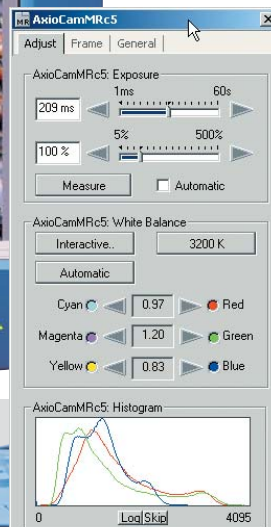 MR AxioCamMRc5
Adjust Frame General
AxioCamMRc5: Exposure
1ms 60s
209 ms
5% 500%
100 %
Measure Automatic
AxioCamMRc5: White Balance
Interactive.. 3200 K
Automatic
Cyan 0.97 Red
Magenta 1.20 Green
Yellow 0.83 Blue
AxioCamMRc5: Histogram
0 Log Skip 4095